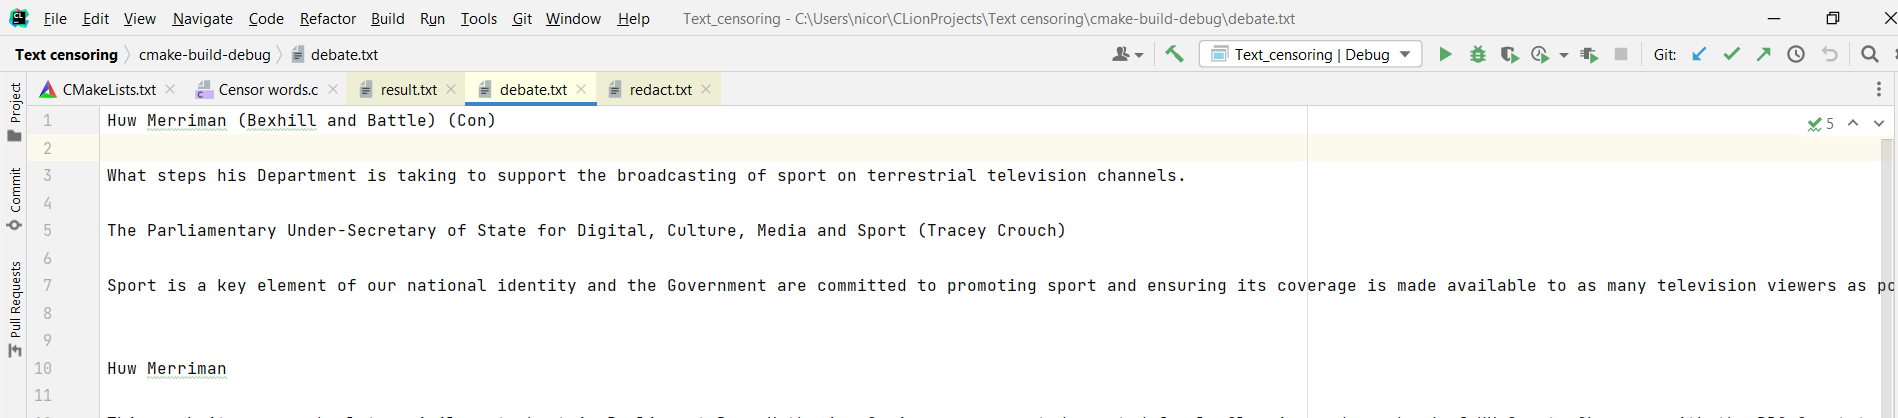 CL File Edit View Navigate Code Refactor Build Run Tools Git Window Help Text_censoring - C:\Users\nicor\CLionProjects\Text censoring\cmake-build-debug\debate.txt
Text censoring cmake-build-debug debate.txt Text_censoring | Debug Git:
CMakeLists.txt Censor words.c result.txt debate.txt redact.txt
Project
Commit
Pull Requests
5
1 Huw Merriman (Bexhill and Battle) (Con)
2
3 What steps his Department is taking to support the broadcasting of sport on terrestrial television channels.
4
5 The Parliamentary Under-Secretary of State for Digital, Culture, Media and Sport (Tracey Crouch)
6
7 Sport is a key element of our national identity and the Government are committed to promoting sport and ensuring its coverage is made available to as many television viewers as po
8
9
10 Huw Merriman
11